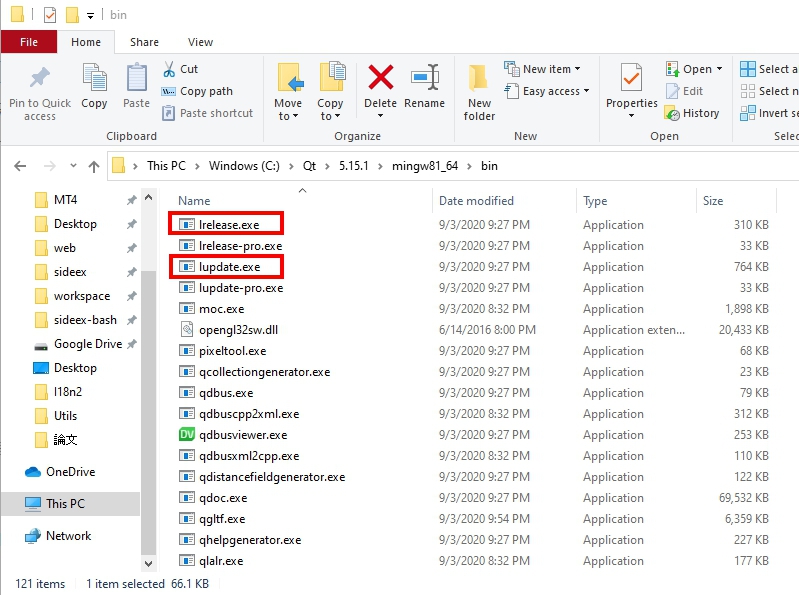 bin
File Home Share View
Pin to Quick access
Copy
Paste
Cut
Copy path
Paste shortcut
Clipboard
Move to
Copy to
Delete
Rename
Organize
New folder
New item
Easy access
New
Properties
Open
Edit
History
Open
Select a
Select n
Invert se
Selec
This PC > Windows (C:) > Qt > 5.15.1 > mingw81_64 > bin
MT4
Desktop
web
sideex
workspace
sideex-bash
Google Drive
Desktop
I18n2
Utils
論文
OneDrive
This PC
Network
Name Date modified Type Size
lrelease.exe 9/3/2020 9:27 PM Application 310 KB
lrelease-pro.exe 9/3/2020 9:27 PM Application 33 KB
lupdate.exe 9/3/2020 9:27 PM Application 764 KB
lupdate-pro.exe 9/3/2020 9:27 PM Application 33 KB
moc.exe 9/3/2020 8:32 PM Application 1,898 KB
opengl32sw.dll 6/14/2016 8:00 PM Application exten... 20,433 KB
pixeltool.exe 9/3/2020 9:27 PM Application 68 KB
qcollectiongenerator.exe 9/3/2020 9:27 PM Application 23 KB
qdbus.exe 9/3/2020 9:27 PM Application 79 KB
qdbuscpp2xml.exe 9/3/2020 8:32 PM Application 312 KB
DV qdbusviewer.exe 9/3/2020 9:27 PM Application 253 KB
qdbusxml2cpp.exe 9/3/2020 8:32 PM Application 110 KB
qdistancefieldgenerator.exe 9/3/2020 9:27 PM Application 122 KB
qdoc.exe 9/3/2020 9:27 PM Application 69,532 KB
qgltf.exe 9/3/2020 9:54 PM Application 6,359 KB
qhelpgenerator.exe 9/3/2020 9:27 PM Application 227 KB
qlalr.exe 9/3/2020 8:32 PM Application 177 KB
121 items 1 item selected 66.1 KB